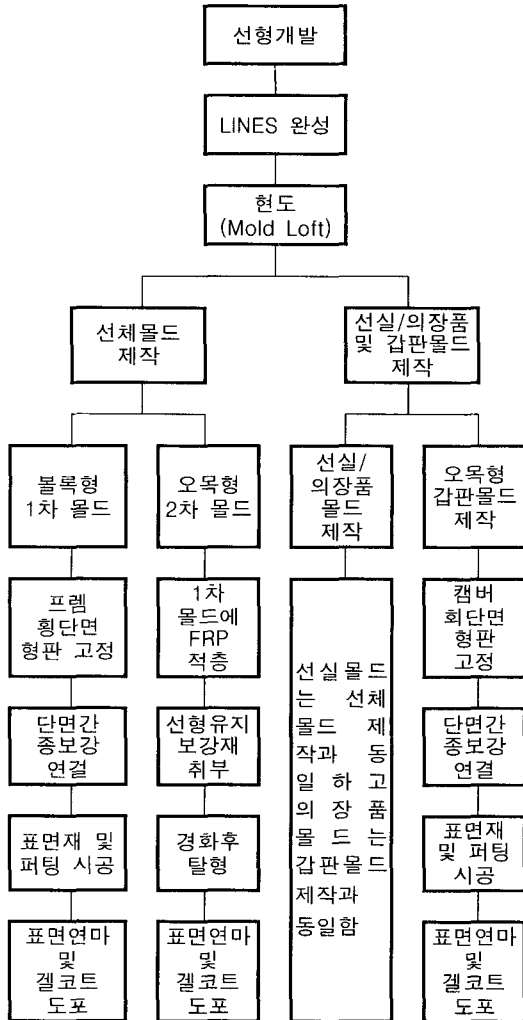 선형개발
LINES 완성
현도
(Mold Loft)
선체몰드
제작
선실/의장품
및 갑판몰드
제작
볼록형
1차 몰드
오목형
2차 몰드
선실/
의장품
몰드
제작
오목형
갑판몰드
제작
프렘
횡단면
형판 고정
1차
몰드에
FRP
적층
선실몰드
는 선체
몰드 제
작과 동
일 하 고
의 장 품
몰 드 는
갑판몰드
제작과
동일함
캠버
회단면
형판
고정
단면간
종보강
연결
선형유지
보강재
취부
단면간
종보강
연결
표면재 및
퍼팅 시공
경화후
탈형
표면재
및 퍼팅
시공
표면연마
및
겔코트
도포
표면연마
및
겔코트
도포
표면연마
및
겔코트
도포